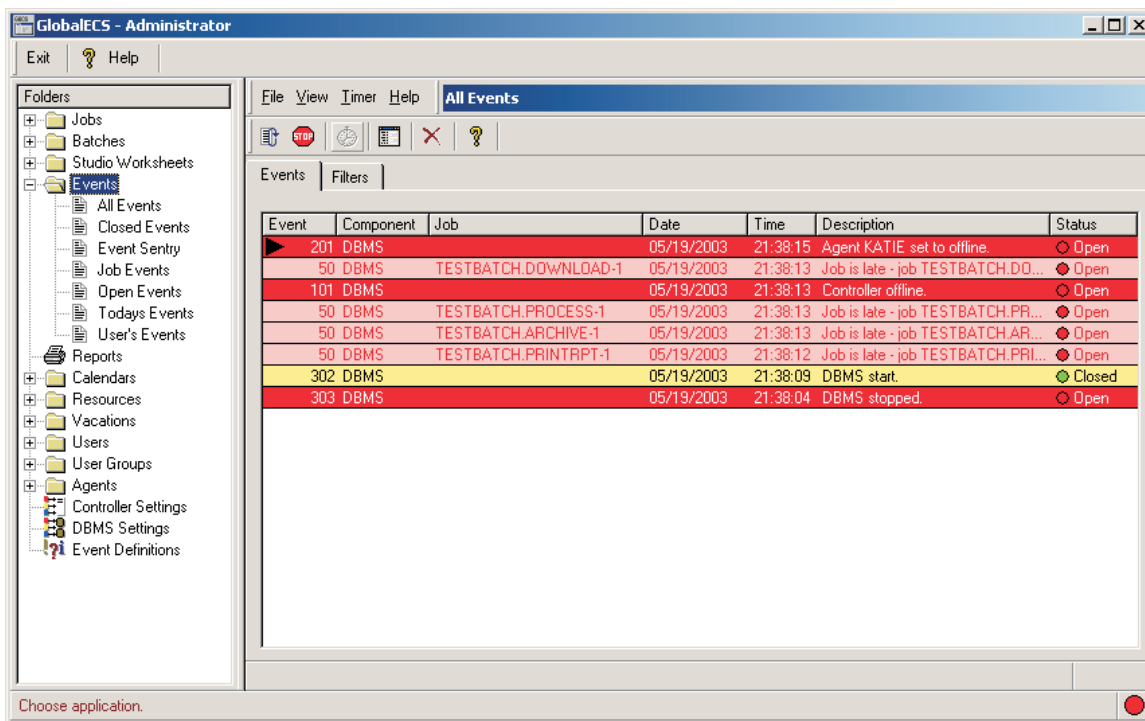 GlobalECS - Administrator
Exit Help
Folders
Jobs
Batches
Studio Worksheets
Events
All Events
Closed Events
Event Sentry
Job Events
Open Events
Todays Events
User's Events
Reports
Calendars
Resources
Vacations
Users
User Groups
Agents
Controller Settings
DBMS Settings
Event Definitions
File View Timer Help All Events
STOP
Events Filters
Event Component Job Date Time Description Status
201 DBMS 05/19/2003 21:38:15 Agent KATIE set to offline. Open
50 DBMS TESTBATCH.DOWNLOAD-1 05/19/2003 21:38:13 Job is late - job TESTBATCH.DO... Open
101 DBMS 05/19/2003 21:38:13 Controller offline. Open
50 DBMS TESTBATCH.PROCESS-1 05/19/2003 21:38:13 Job is late - job TESTBATCH.PR... Open
50 DBMS TESTBATCH.ARCHIVE-1 05/19/2003 21:38:13 Job is late - job TESTBATCH.AR... Open
50 DBMS TESTBATCH.PRINTRPT-1 05/19/2003 21:38:12 Job is late - job TESTBATCH.PRI... Open
302 DBMS 05/19/2003 21:38:09 DBMS start. Closed
303 DBMS 05/19/2003 21:38:04 DBMS stopped. Open
Choose application.